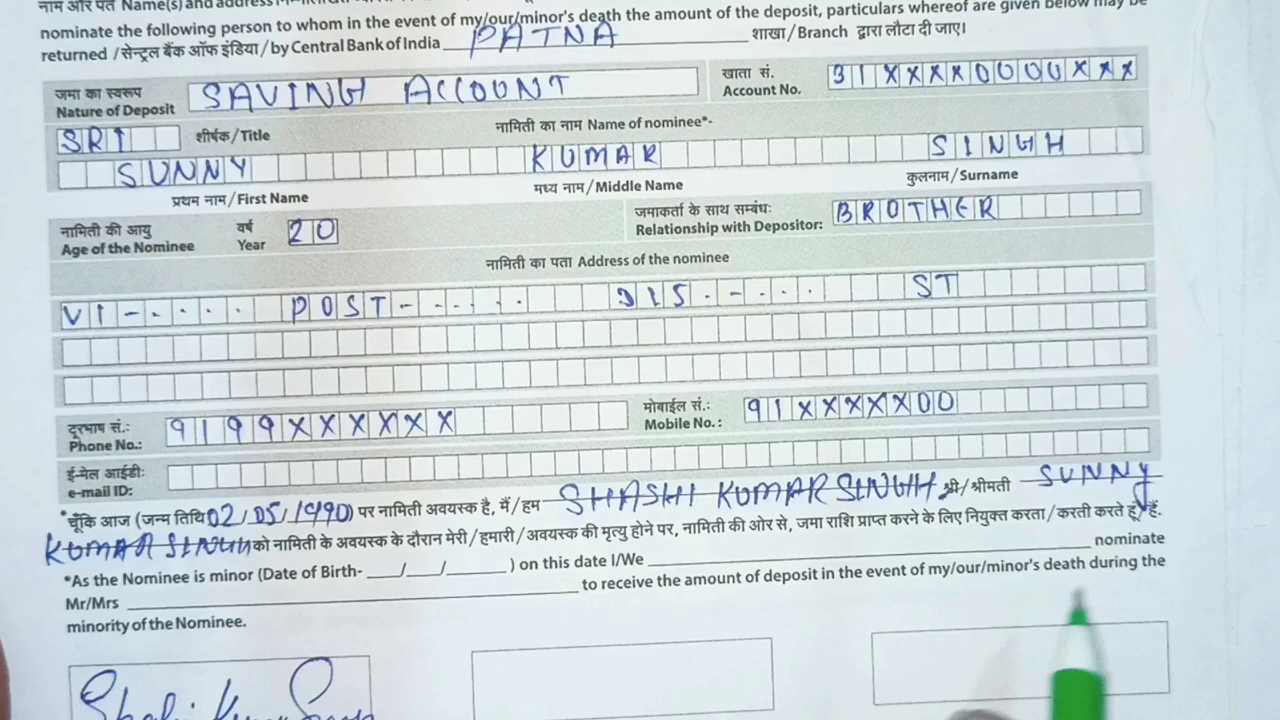 नाम और पते Name(s) and address
nominate the following person to whom in the event of my/our/minor's death the amount of the deposit, particulars whereof are given below may be
returned / सेन्ट्रल बैंक ऑफ इंडिया / by Central Bank of India PATNA शाखा / Branch द्वारा लौटा दी जाए।
जमा का स्वरूप
Nature of Deposit SAVING ACCOUNT
खाता सं.
Account No. 31XXXX0000XXX
SRI शीर्षक / Title नामिती का नाम Name of nominee*-
SUNNY KUMAR SINGH
प्रथम नाम / First Name मध्य नाम / Middle Name कुलनाम / Surname
नामिती की आयु वर्ष
Age of the Nominee Year 20
जमाकर्ता के साथ सम्बंध:
Relationship with Depositor: BROTHER
नामिती का पता Address of the nominee
VI-.... POST-..... DIS.-.... ST
दूरभाष सं.:
Phone No.: 9199XXXXXX
मोबाईल सं.:
Mobile No.: 91XXXXX00
ई-मेल आईडी:
e-mail ID:
*चूँकि आज (जन्म तिथि 02/05/1990) पर नामिती अवयस्क है, मैं / हम SHASHI KUMAR SINGH श्री / श्रीमती SUNNY
KUMAR SINGH को नामिती के अवयस्क के दौरान मेरी / हमारी / अवयस्क की मृत्यु होने पर, नामिती की ओर से, जमा राशि प्राप्त करने के लिए नियुक्त करता / करती करते हूँ / हैं.
*As the Nominee is minor (Date of Birth- ___/___/______ ) on this date I/We ______ nominate
Mr/Mrs ______ to receive the amount of deposit in the event of my/our/minor's death during the
minority of the Nominee.